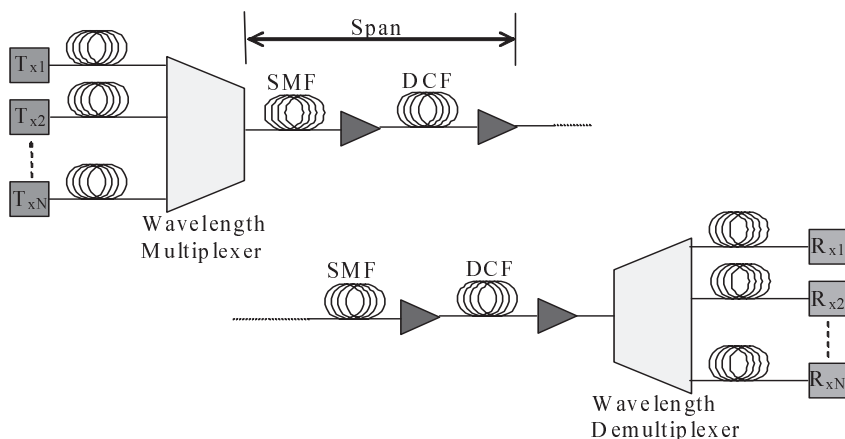 Span
SMF
DCF
Tx1
Tx2
TxN
Wavelength
Multiplexer
SMF
DCF
Rx1
Rx2
RxN
Wavelength
Demultiplexer